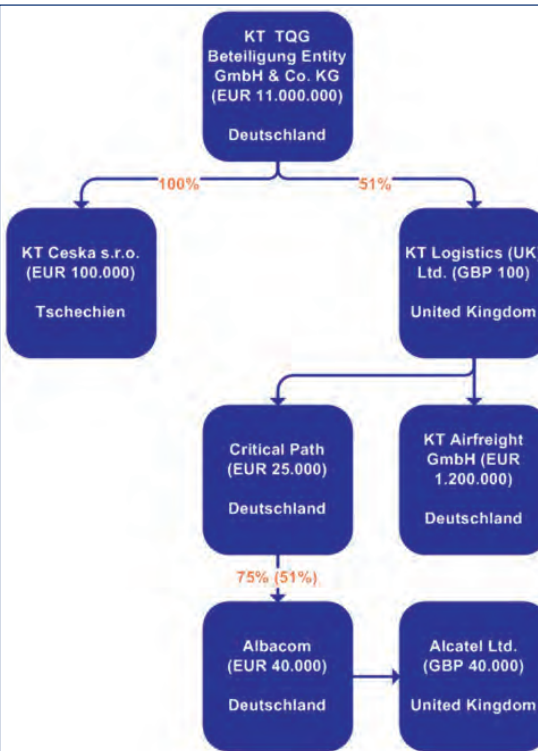 KT TQG
Beteiligung Entity
GmbH & Co. KG
(EUR 11.000.000)
Deutschland
100%
51%
KT Ceska s.r.o.
(EUR 100.000)
Tschechien
KT Logistics (UK)
Ltd. (GBP 100)
United Kingdom
Critical Path
(EUR 25.000)
Deutschland
KT Airfreight
GmbH (EUR
1.200.000)
Deutschland
75% (51%)
Albacom
(EUR 40.000)
Deutschland
Alcatel Ltd.
(GBP 40.000)
United Kingdom